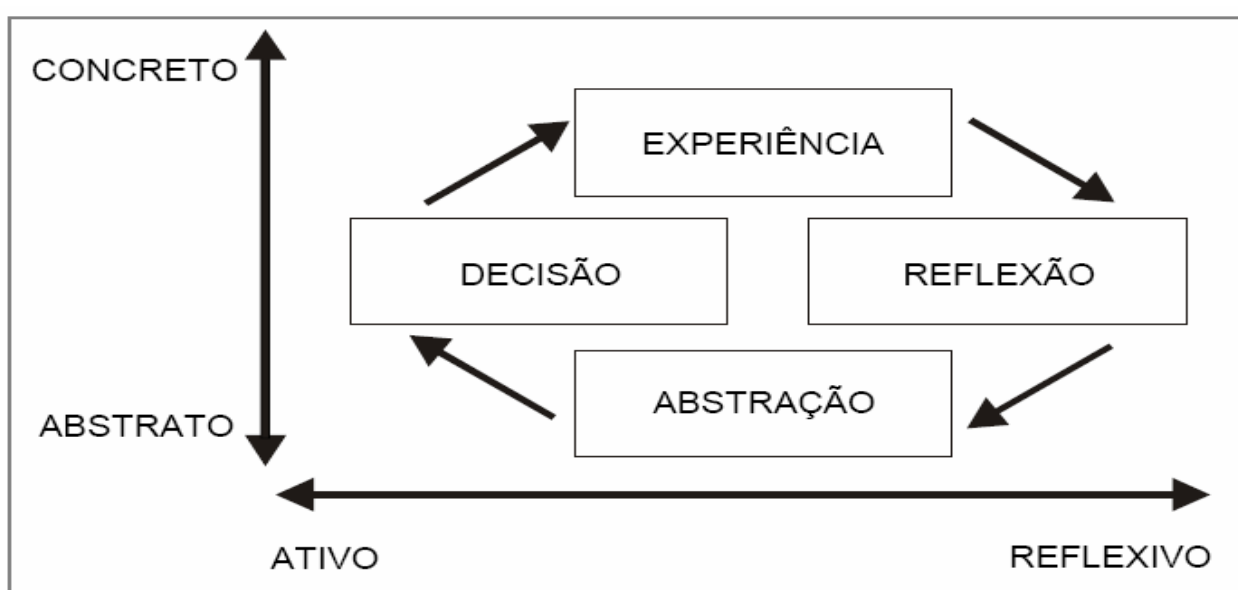 CONCRETO
EXPERIÊNCIA
DECISÃO
REFLEXÃO
ABSTRAÇÃO
ABSTRATO
ATIVO
REFLEXIVO